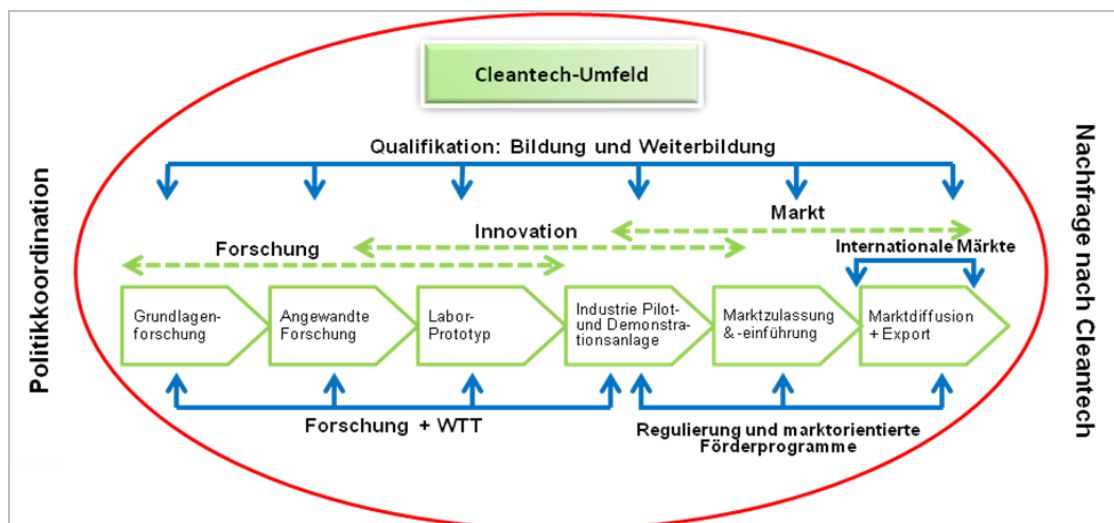 Cleantech-Umfeld
Qualifikation: Bildung und Weiterbildung
Markt
Innovation
Forschung
Internationale Märkte
Grundlagen-
forschung
Angewandte
Forschung
Labor-
Prototyp
Industrie Pilot-
und Demonstra-
tionsanlage
Marktzulassung
& -einführung
Marktdiffusion
+ Export
Forschung + WTT
Regulierung und marktorientierte
Förderprogramme
Politikkoordination
Nachfrage nach Cleantech